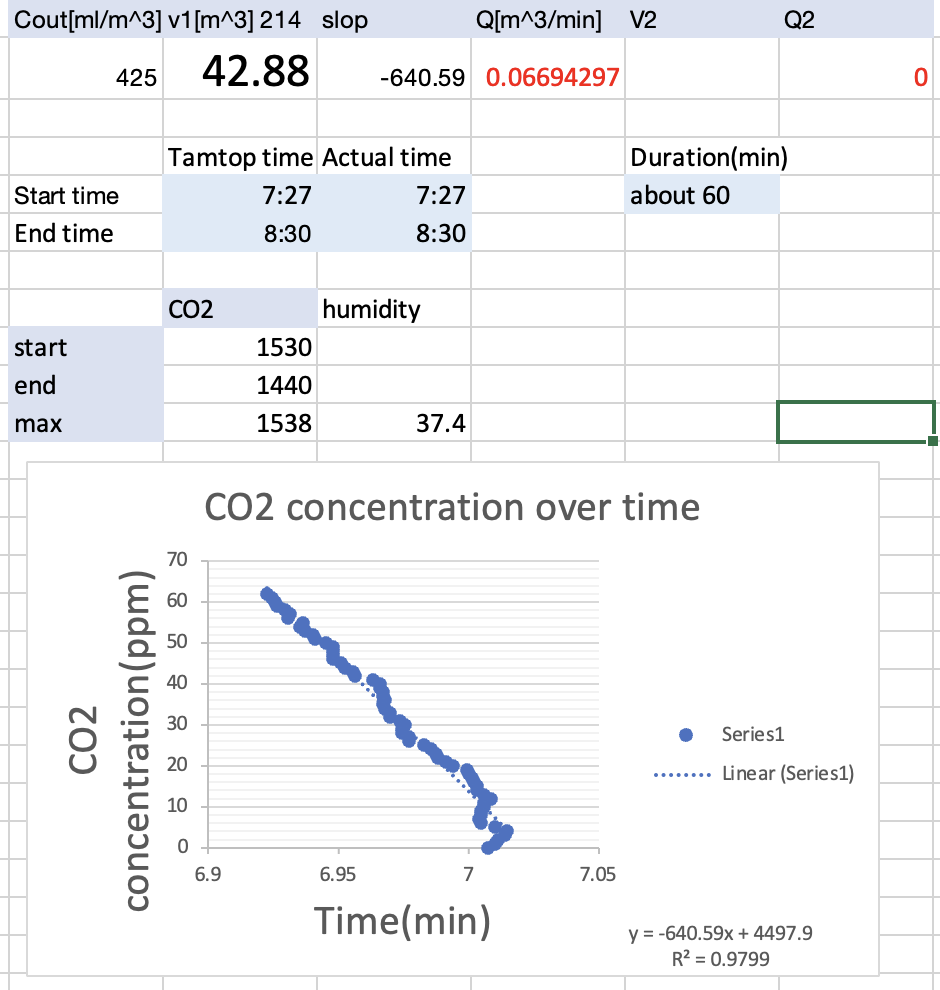 Cout[ml/m^3] v1[m^3] 214 slop Q[m^3/min] V2 Q2
425 42.88 -640.59 0.06694297 0
Tamtop time Actual time Duration(min)
Start time 7:27 7:27 about 60
End time 8:30 8:30
CO2 humidity
start 1530
end 1440
max 1538 37.4
CO2 concentration over time
CO2
concentration(ppm)
70
60
50
40
30
20
10
0
6.9 6.95 7 7.05
Time(min)
Series1
Linear (Series1)
y = -640.59x + 4497.9
R² = 0.9799